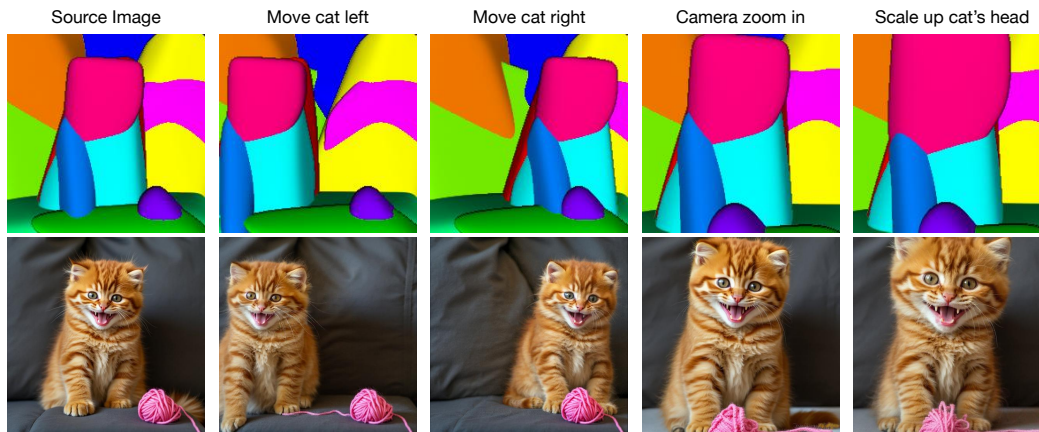 Source Image
Move cat left
Move cat right
Camera zoom in
Scale up cat’s head